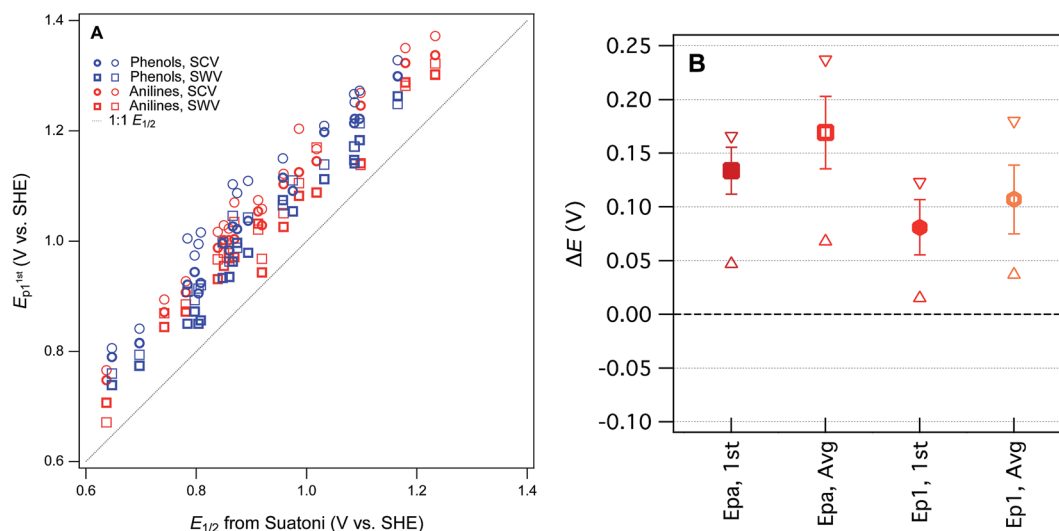 A
Phenols, SCV
Phenols, SWV
Anilines, SCV
Anilines, SWV
1:1 E1/2
1.4
1.2
1.0
0.8
0.6
0.6 0.8 1.0 1.2 1.4
Ep1 1st (V vs. SHE)
E1/2 from Suatoni (V vs. SHE)
B
0.25
0.20
0.15
0.10
0.05
0.00
-0.05
-0.10
ΔE (V)
Epa, 1st
Epa, Avg
Ep1, 1st
Ep1, Avg